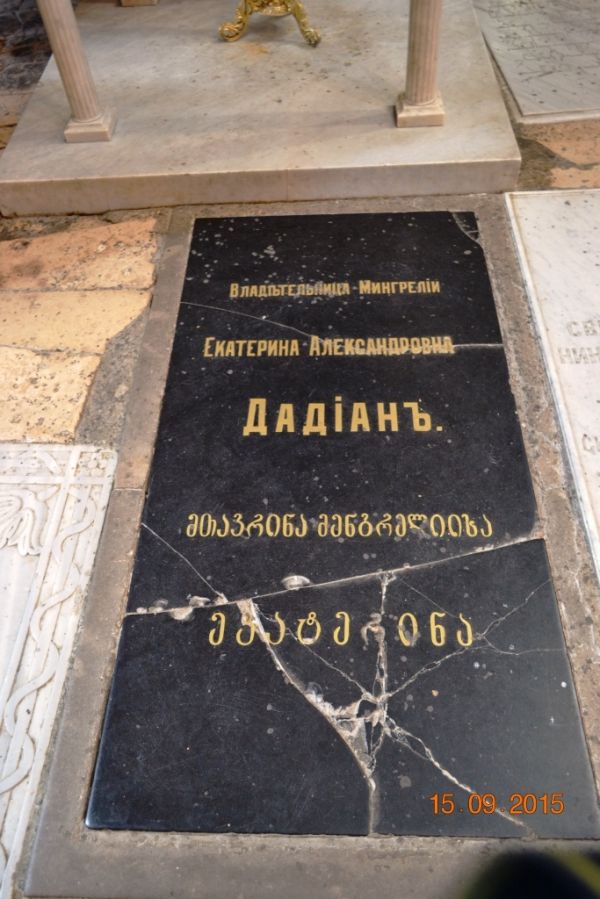 Владѣтельница Мингреліи
Екатерина Александровна
Дадіанъ.
მთავრინა მენგრელიისა
ეკატერინა
15.09.2015